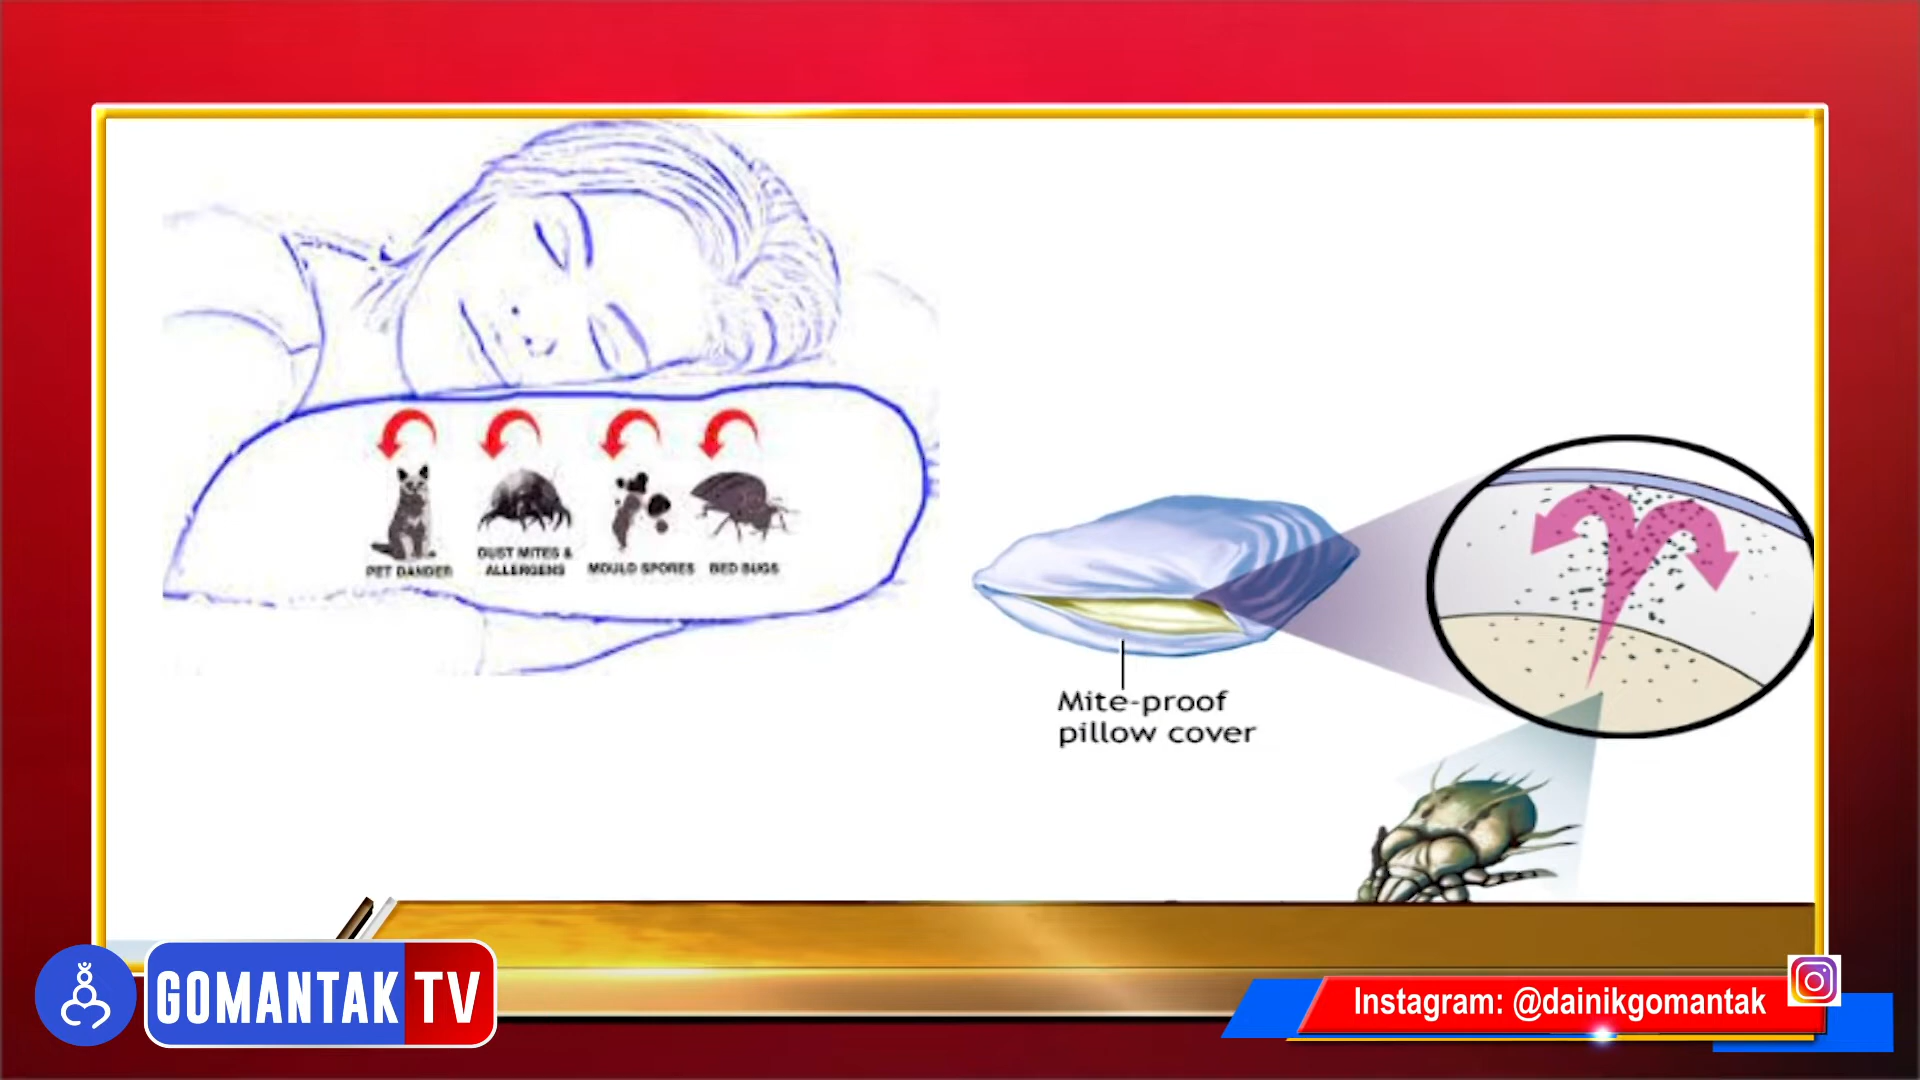 PET DANDER
DUST MITES &
ALLERGENS
MOULD SPORES
BED BUGS
Mite-proof
pillow cover
GOMANTAK TV
Instagram: @dainikgomantak